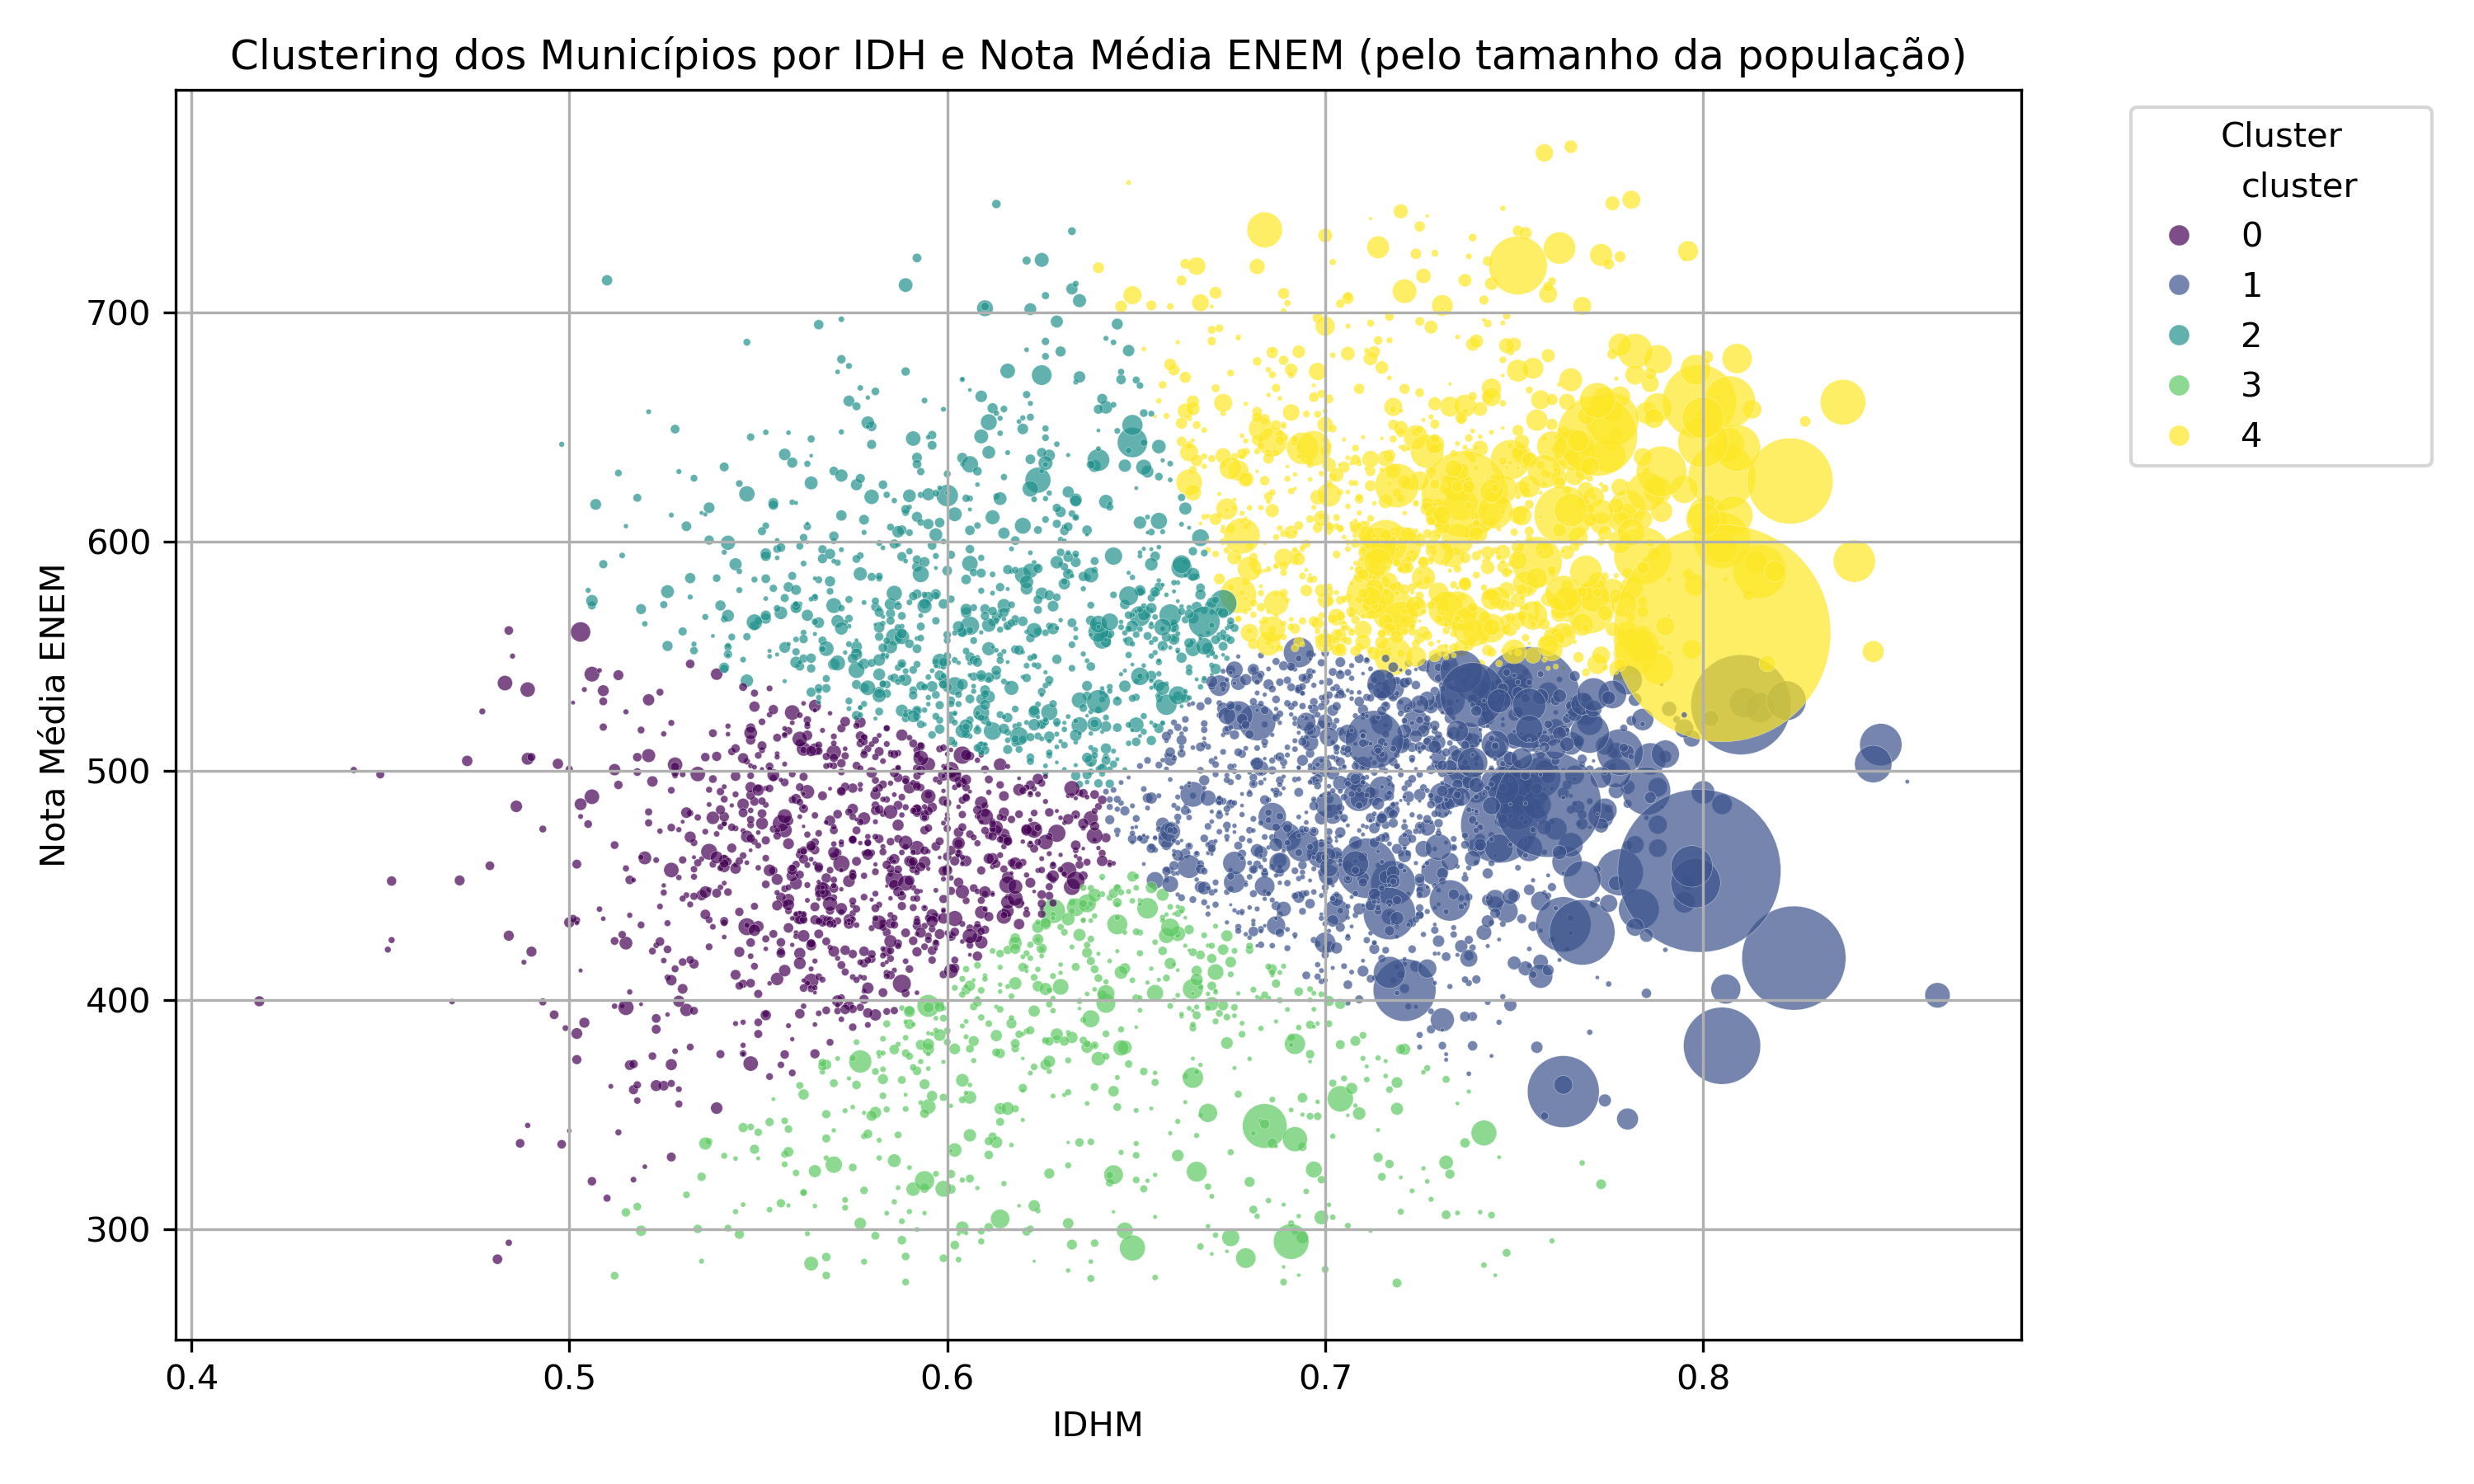 Clustering dos Municípios por IDH e Nota Média ENEM (pelo tamanho da população)
Cluster
cluster
0
1
2
3
4
Nota Média ENEM
700
600
500
400
300
0.4 0.5 0.6 0.7 0.8
IDHM